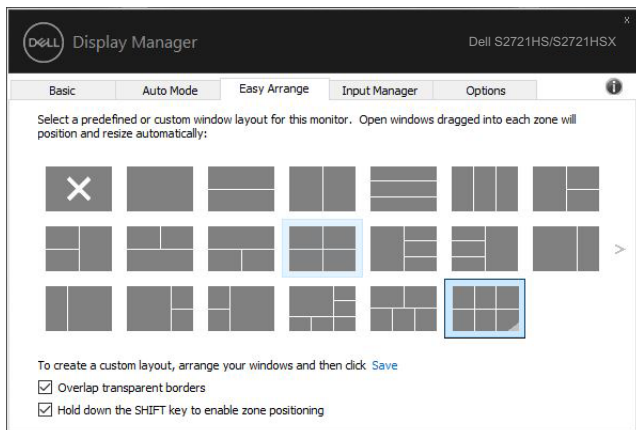 DELL Display Manager
Dell S2721HS/S2721HSX
x
Basic Auto Mode Easy Arrange Input Manager Options
Select a predefined or custom window layout for this monitor. Open windows dragged into each zone will
position and resize automatically:
>
To create a custom layout, arrange your windows and then click Save
Overlap transparent borders
Hold down the SHIFT key to enable zone positioning